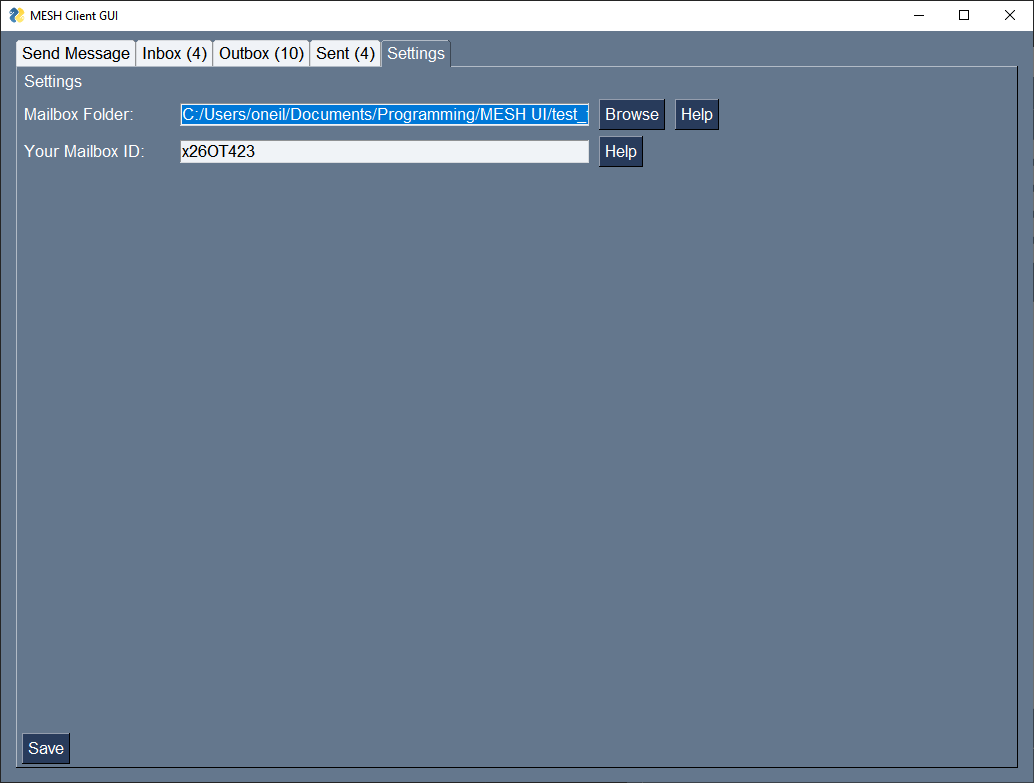 MESH Client GUI
Send Message Inbox (4) Outbox (10) Sent (4) Settings
Settings
Mailbox Folder: C:/Users/oneil/Documents/Programming/MESH UI/test_ Browse Help
Your Mailbox ID: x26OT423 Help
Save